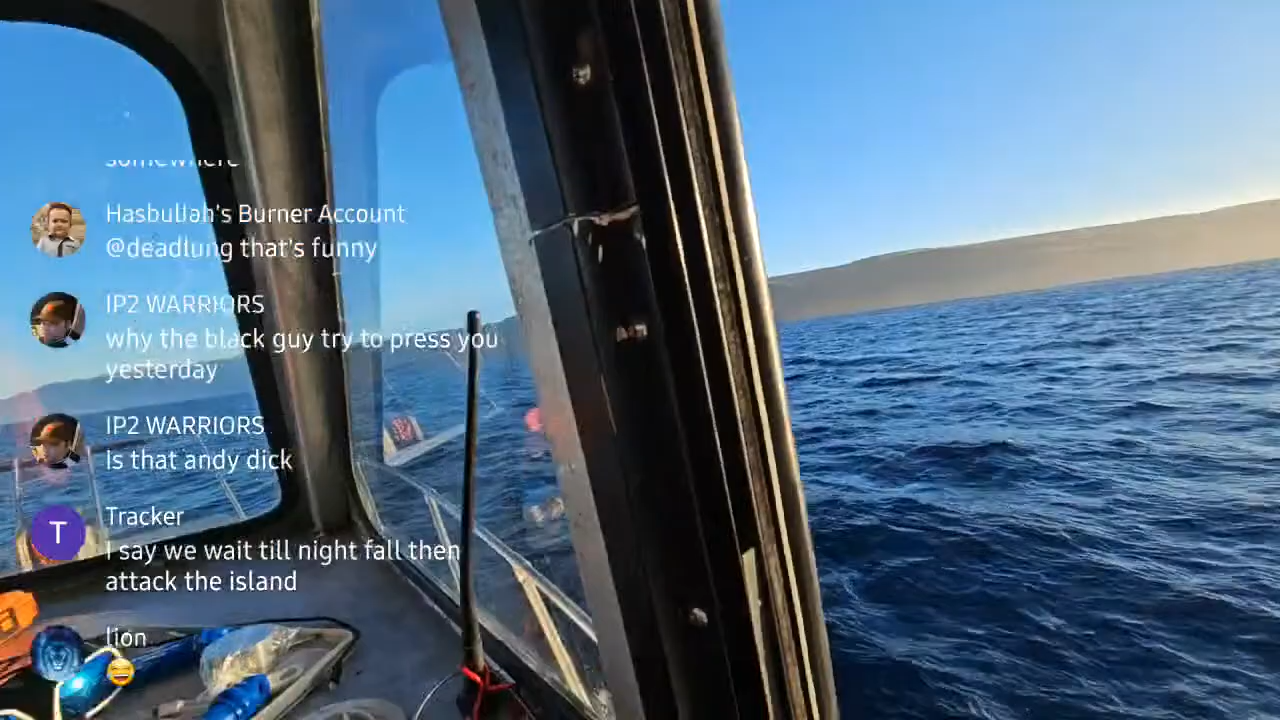 somewhere
Hasbullah's Burner Account
@deadlung that's funny
IP2 WARRIORS
why the black guy try to press you
yesterday
IP2 WARRIORS
Is that andy dick
T
Tracker
I say we wait till night fall then
attack the island
lion